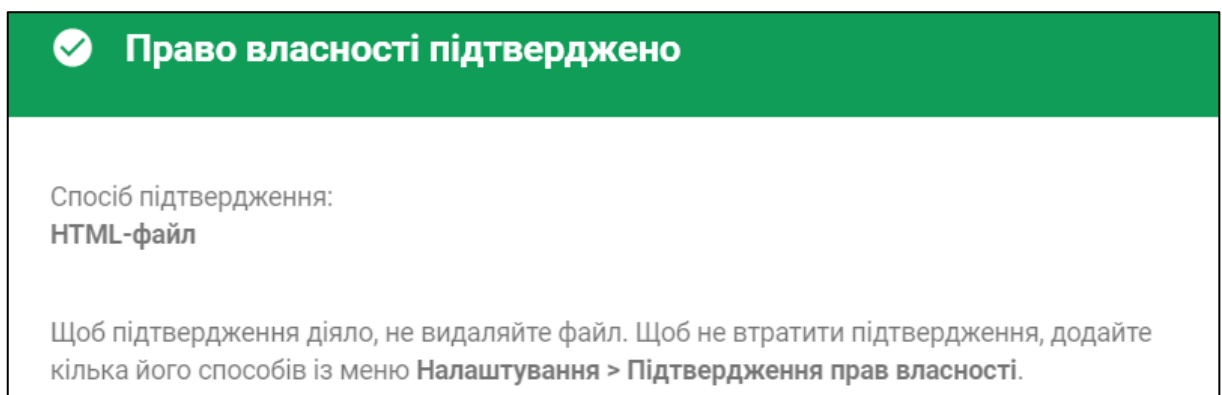 Право власності підтверджено
Спосіб підтвердження:
HTML-файл
Щоб підтвердження діяло, не видаляйте файл. Щоб не втратити підтвердження, додайте
кілька його способів із меню Налаштування > Підтвердження прав власності.